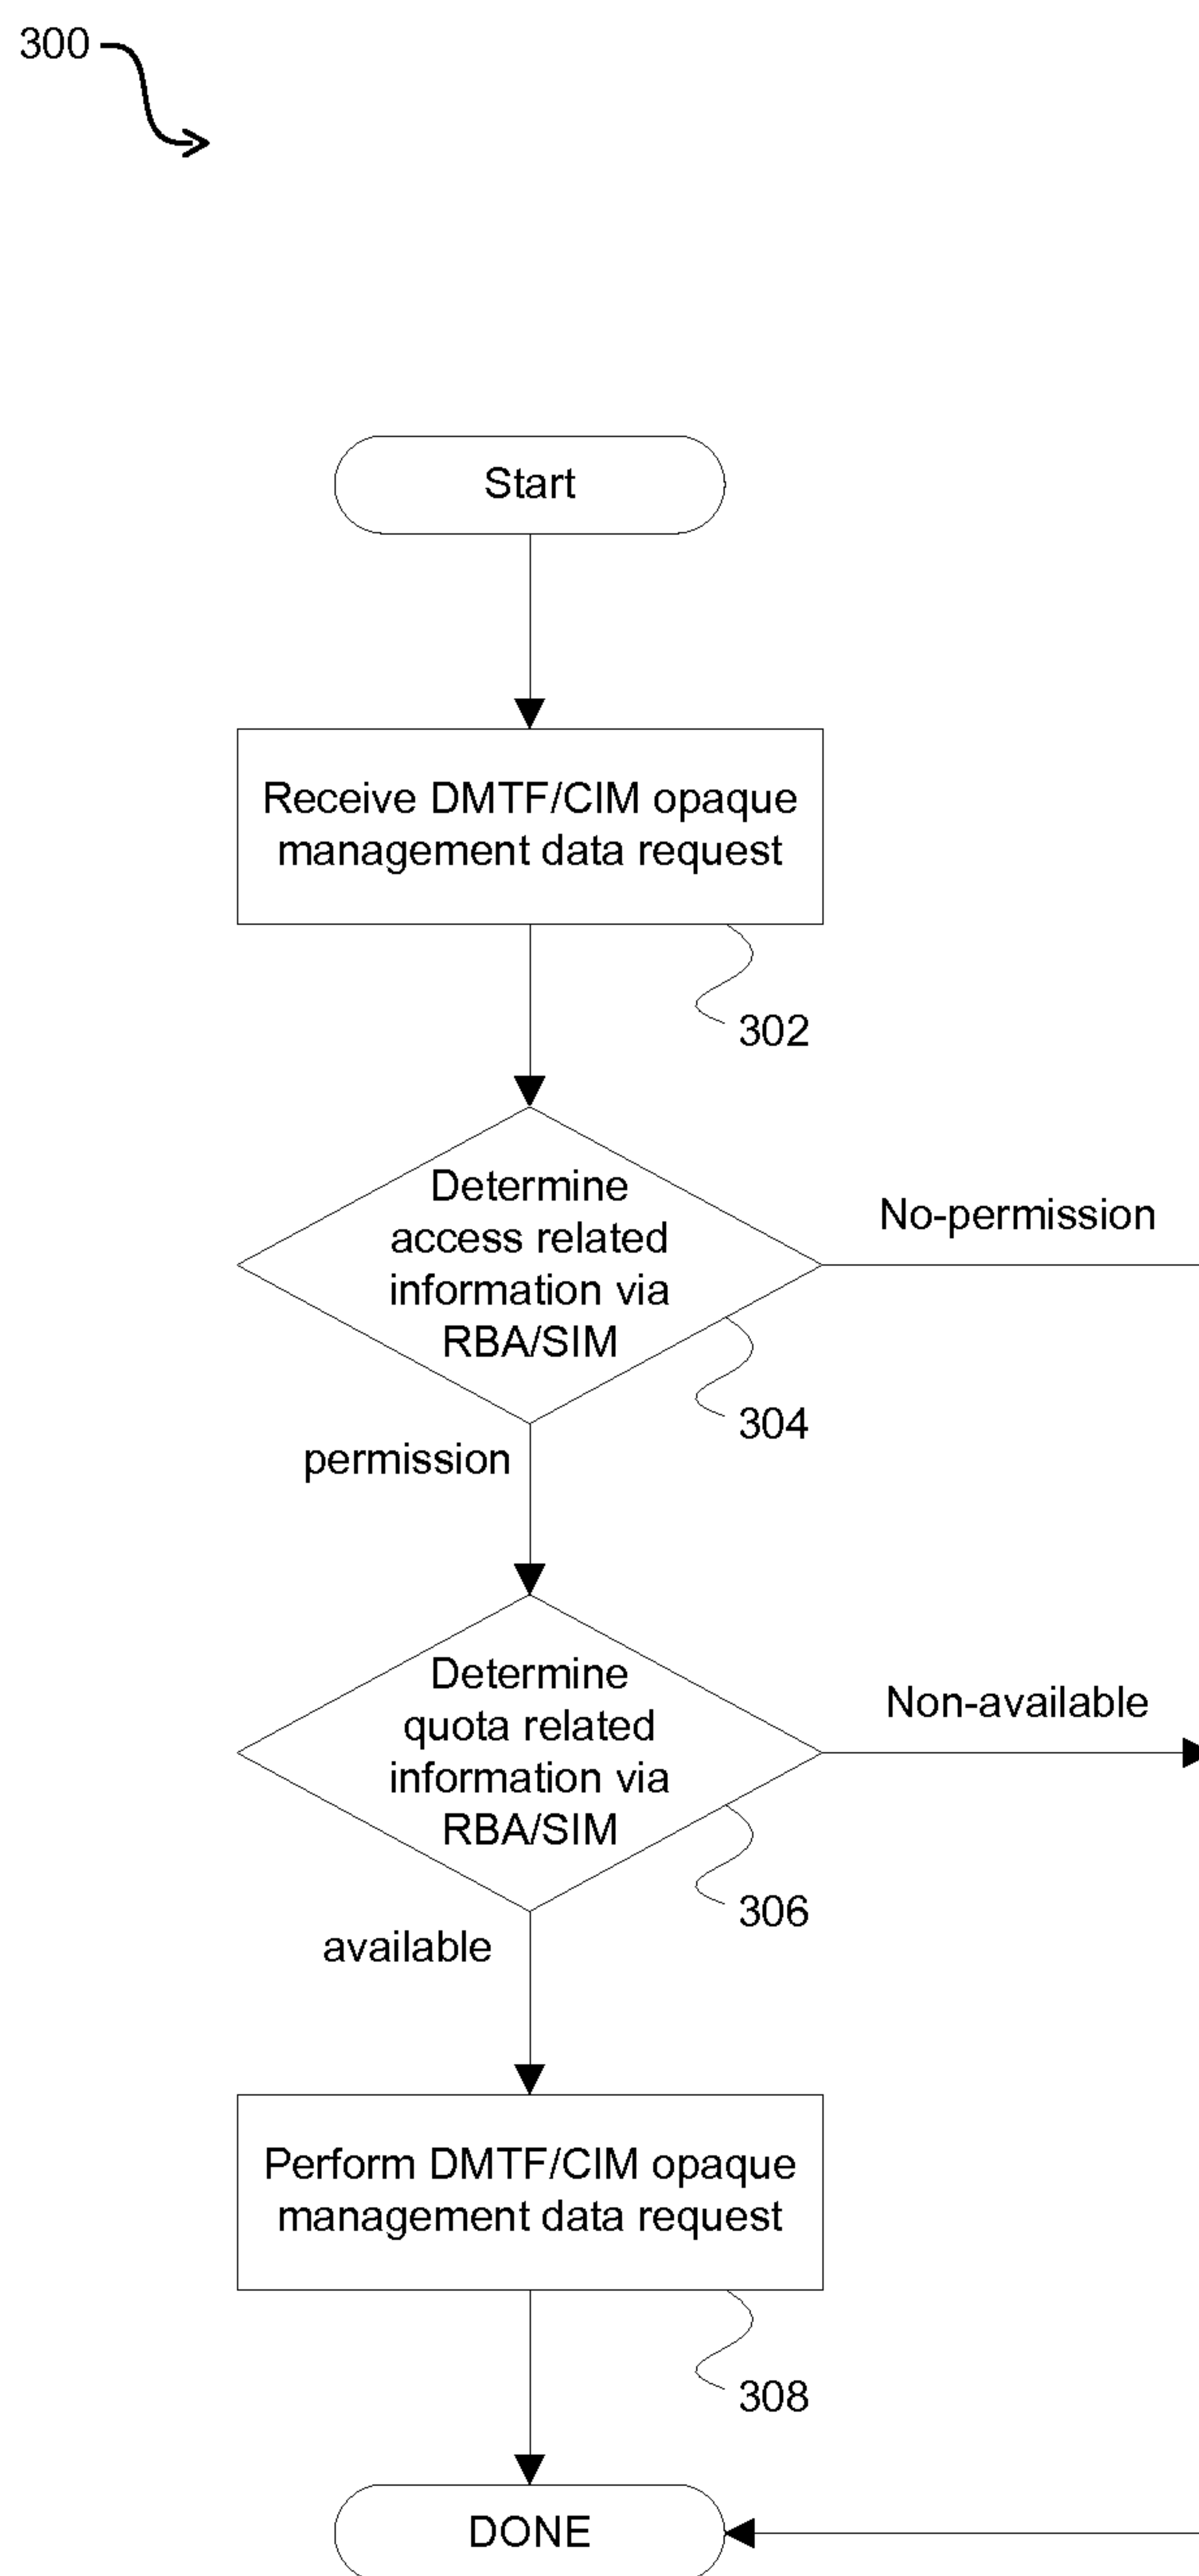 300
Start
Receive DMTF/CIM opaque
management data request
302
Determine
access related
information via
RBA/SIM
No-permission
304
permission
Determine
quota related
information via
RBA/SIM
Non-available
306
available
Perform DMTF/CIM opaque
management data request
308
DONE